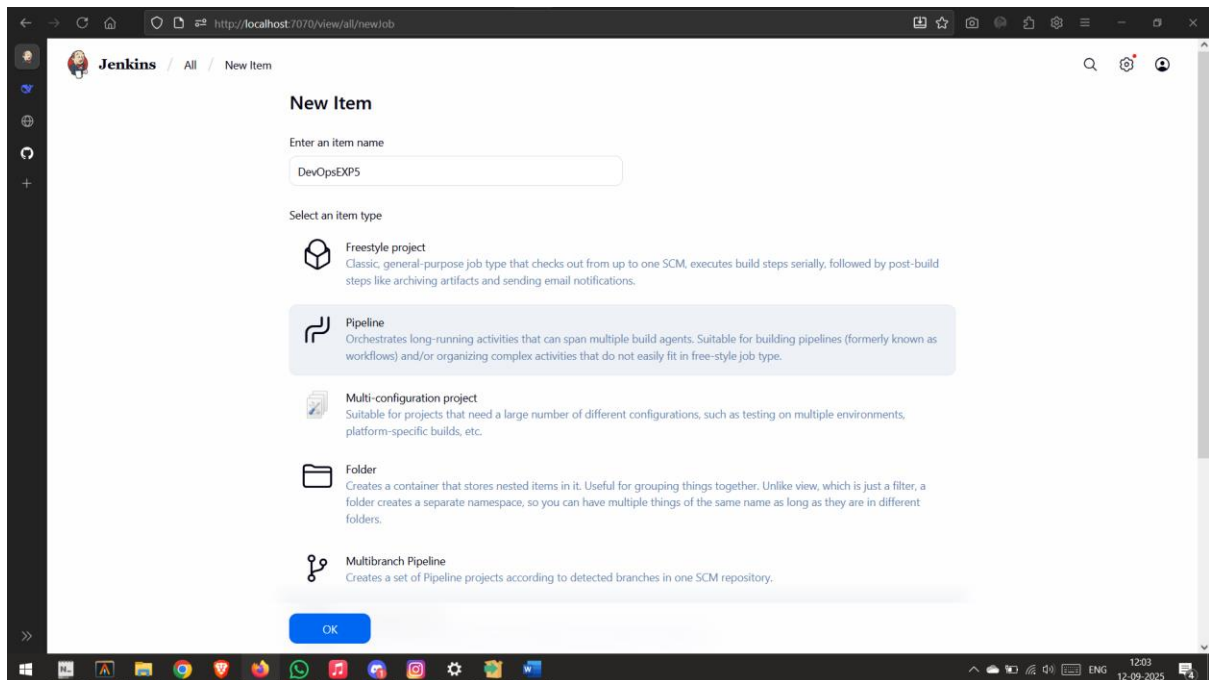 http://localhost:7070/view/all/newJob
Jenkins / All / New Item
New Item
Enter an item name
DevOpsEXP5
Select an item type
Freestyle project
Classic, general-purpose job type that checks out from up to one SCM, executes build steps serially, followed by post-build
steps like archiving artifacts and sending email notifications.
Pipeline
Orchestrates long-running activities that can span multiple build agents. Suitable for building pipelines (formerly known as
workflows) and/or organizing complex activities that do not easily fit in free-style job type.
Multi-configuration project
Suitable for projects that need a large number of different configurations, such as testing on multiple environments,
platform-specific builds, etc.
Folder
Creates a container that stores nested items in it. Useful for grouping things together. Unlike view, which is just a filter, a
folder creates a separate namespace, so you can have multiple things of the same name as long as they are in different
folders.
Multibranch Pipeline
Creates a set of Pipeline projects according to detected branches in one SCM repository.
OK
ENG
12:03
12-09-2025